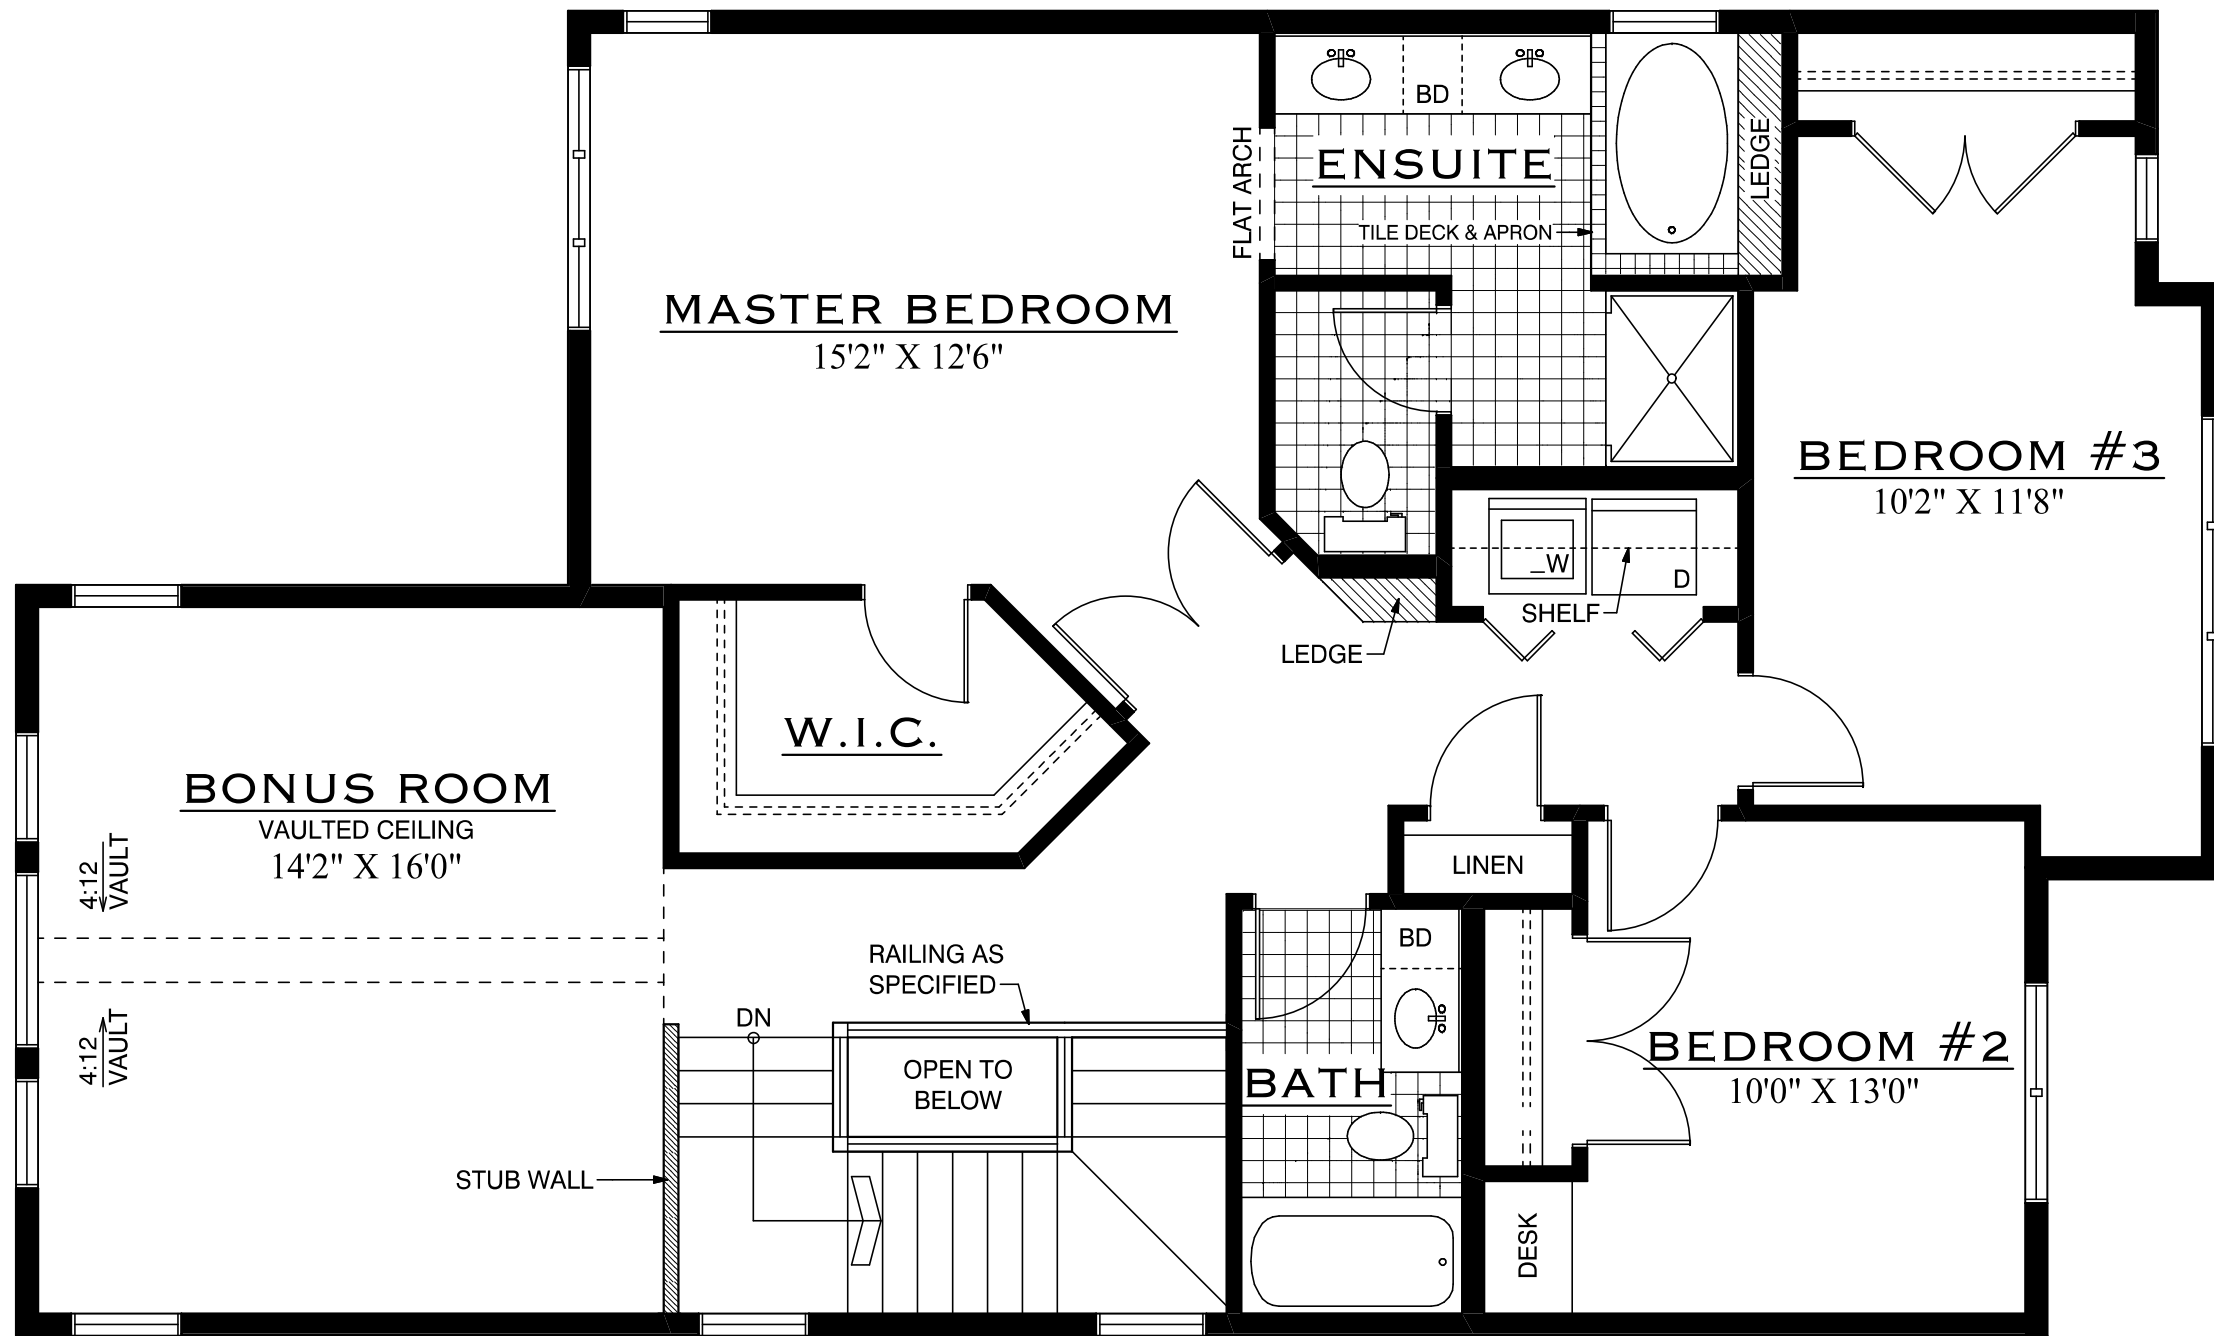 BD
ENSUITE
FLAT ARCH
TILE DECK & APRON
LEDGE
MASTER BEDROOM
15'2" X 12'6"
BEDROOM #3
10'2" X 11'8"
_W
D
SHELF
LEDGE
W.I.C.
BONUS ROOM
VAULTED CEILING
14'2" X 16'0"
4:12
VAULT
4:12
VAULT
LINEN
RAILING AS
SPECIFIED
DN
OPEN TO
BELOW
STUB WALL
BD
BATH
BEDROOM #2
10'0" X 13'0"
DESK